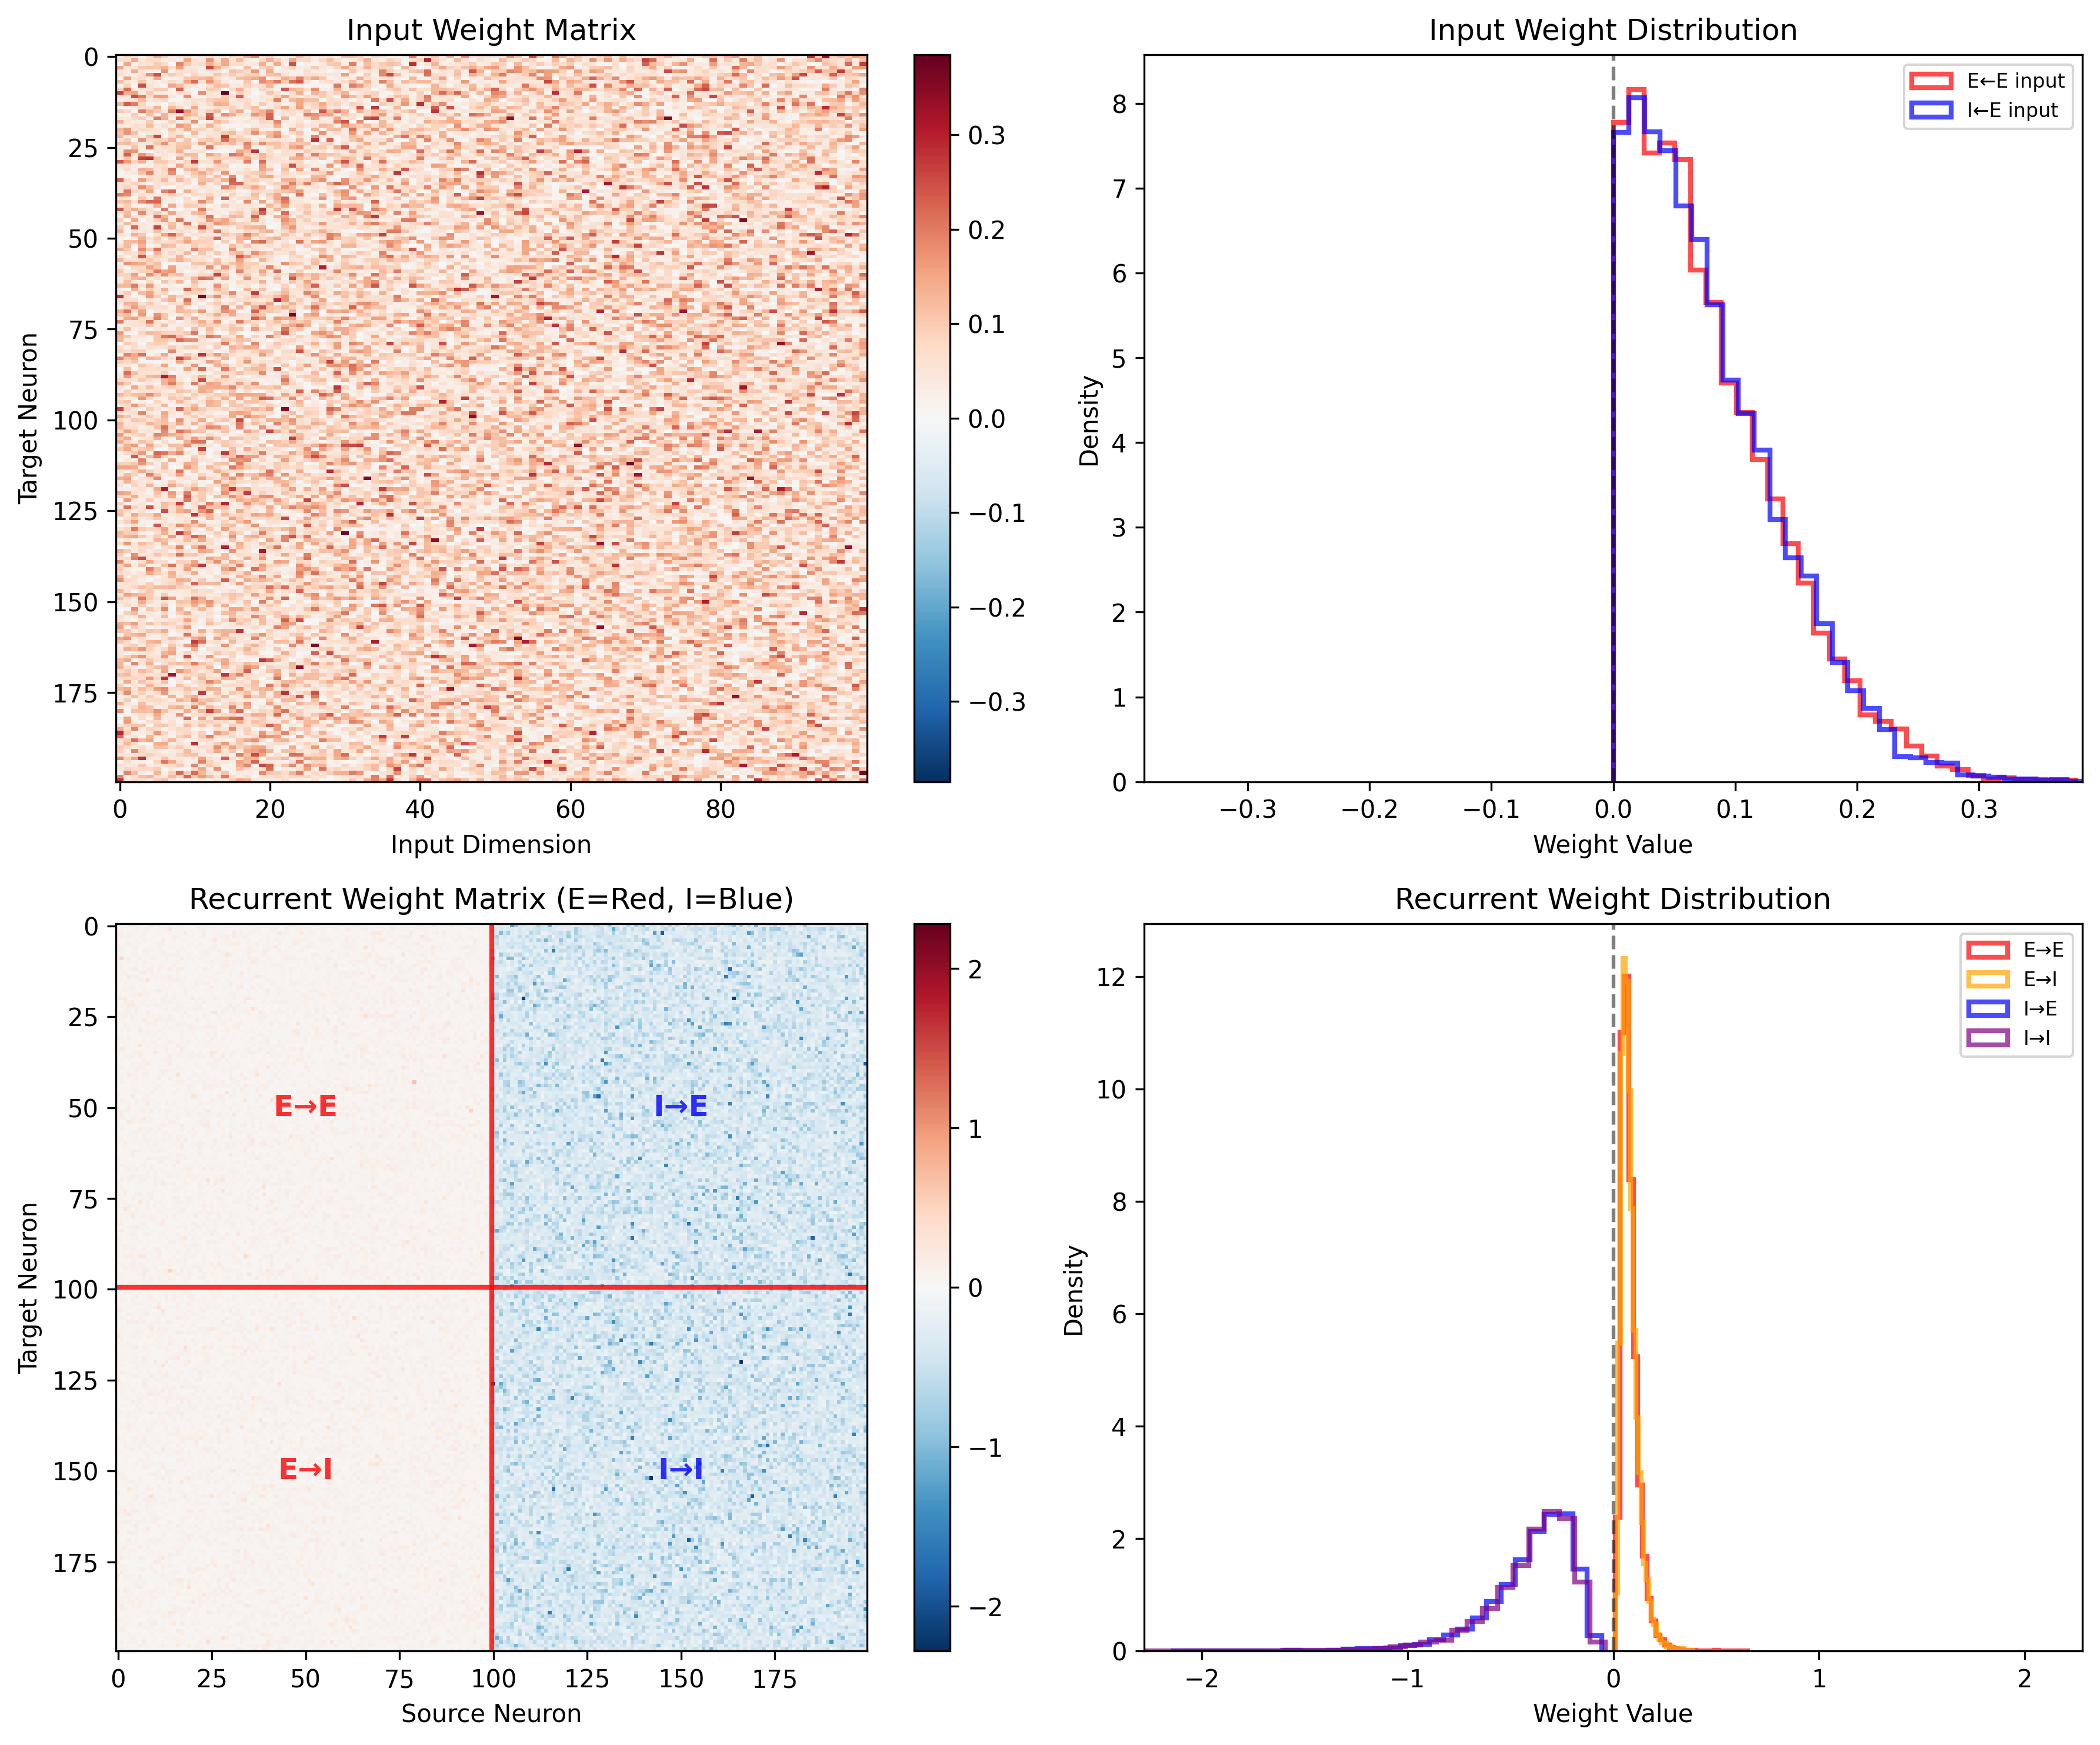 Input Weight Matrix
0
25
50
75
100
125
150
175
Target Neuron
0 20 40 60 80
Input Dimension
0.3
0.2
0.1
0.0
−0.1
−0.2
−0.3
Input Weight Distribution
E←E input
I←E input
8
7
6
5
4
3
2
1
0
Density
−0.3 −0.2 −0.1 0.0 0.1 0.2 0.3
Weight Value
Recurrent Weight Matrix (E=Red, I=Blue)
0
25
50
75
100
125
150
175
Target Neuron
E→E I→E
E→I I→I
0 25 50 75 100 125 150 175
Source Neuron
2
1
0
−1
−2
Recurrent Weight Distribution
E→E
E→I
I→E
I→I
12
10
8
6
4
2
0
Density
−2 −1 0 1 2
Weight Value